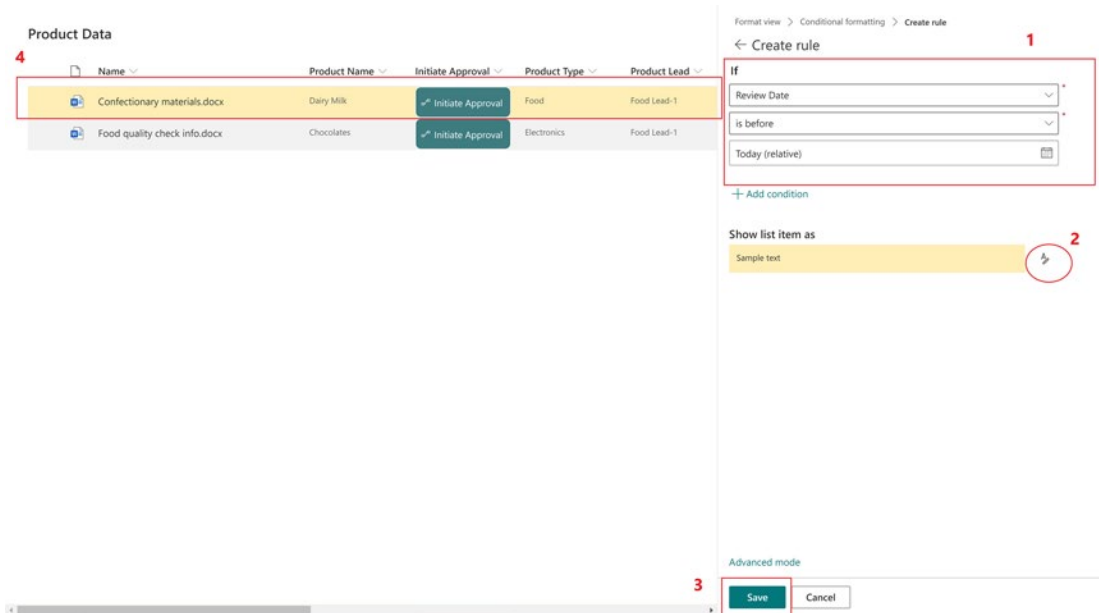 Product Data
4
Name
Product Name
Initiate Approval
Product Type
Product Lead
Confectionary materials.docx
Dairy Milk
Initiate Approval
Food
Food Lead-1
Food quality check info.docx
Chocolates
Initiate Approval
Electronics
Food Lead-1
Format view > Conditional formatting > Create rule
← Create rule
1
If
Review Date
*
is before
*
Today (relative)
+ Add condition
Show list item as
2
Sample text
Advanced mode
3
Save
Cancel